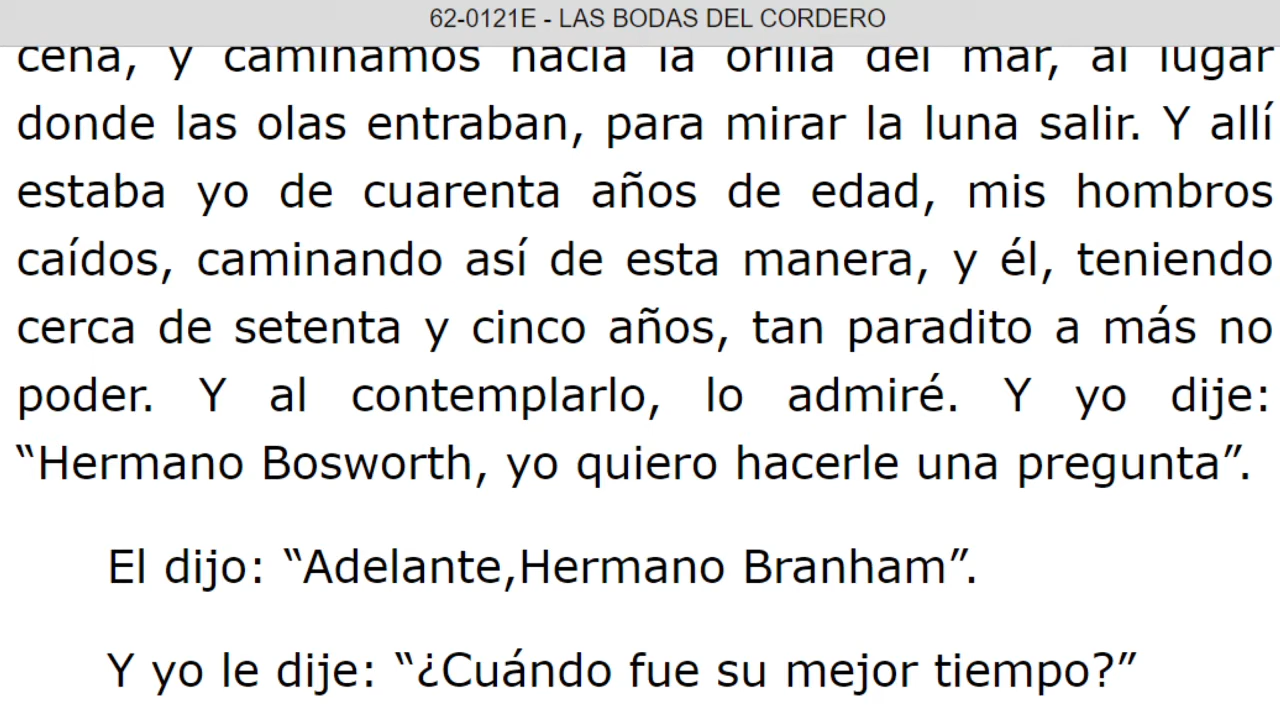 62-0121E - LAS BODAS DEL CORDERO
cena, y caminamos hacia la orilla del mar, al lugar
donde las olas entraban, para mirar la luna salir. Y allí
estaba yo de cuarenta años de edad, mis hombros
caídos, caminando así de esta manera, y él, teniendo
cerca de setenta y cinco años, tan paradito a más no
poder. Y al contemplarlo, lo admiré. Y yo dije:
“Hermano Bosworth, yo quiero hacerle una pregunta”.
El dijo: “Adelante,Hermano Branham”.
Y yo le dije: “¿Cuándo fue su mejor tiempo?”